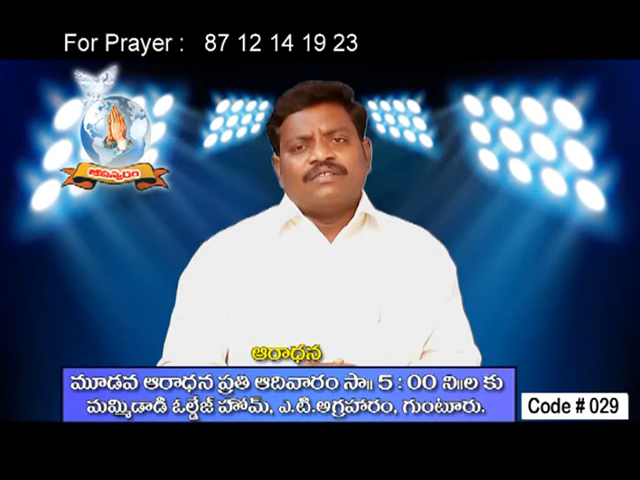 For Prayer : 87 12 14 19 23
ఆరాధన
మూడవ ఆరాధన ప్రతి ఆదివారం సా॥ 5 : 00 ని॥ల కు
మమ్మిడాడి ఓల్డేజ్ హోమ్, ఎ.టి.అగ్రహారం, గుంటూరు.
Code # 029